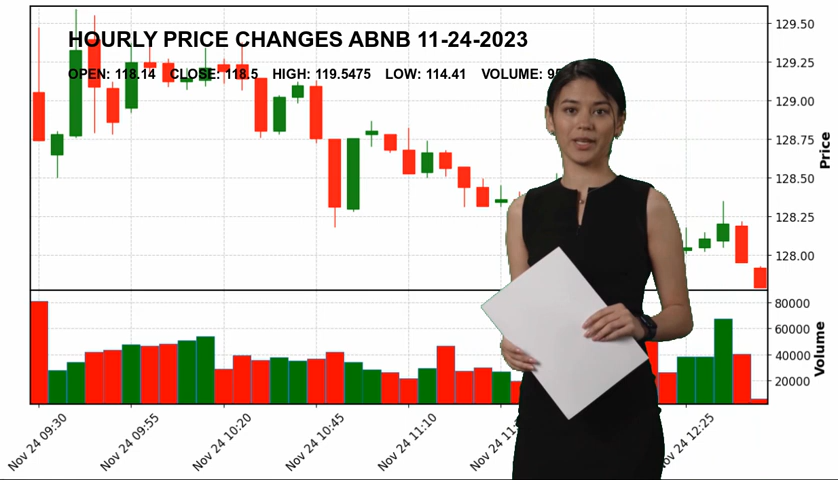 HOURLY PRICE CHANGES ABNB 11-24-2023
OPEN: 118.14 CLOSE: 118.5 HIGH: 119.5475 LOW: 114.41 VOLUME:
129.50
129.25
129.00
128.75
128.50
128.25
128.00
Price
80000
60000
40000
20000
Volume
Nov 24 09:30
Nov 24 09:55
Nov 24 10:20
Nov 24 10:45
Nov 24 11:10
Nov 24
24 12:25